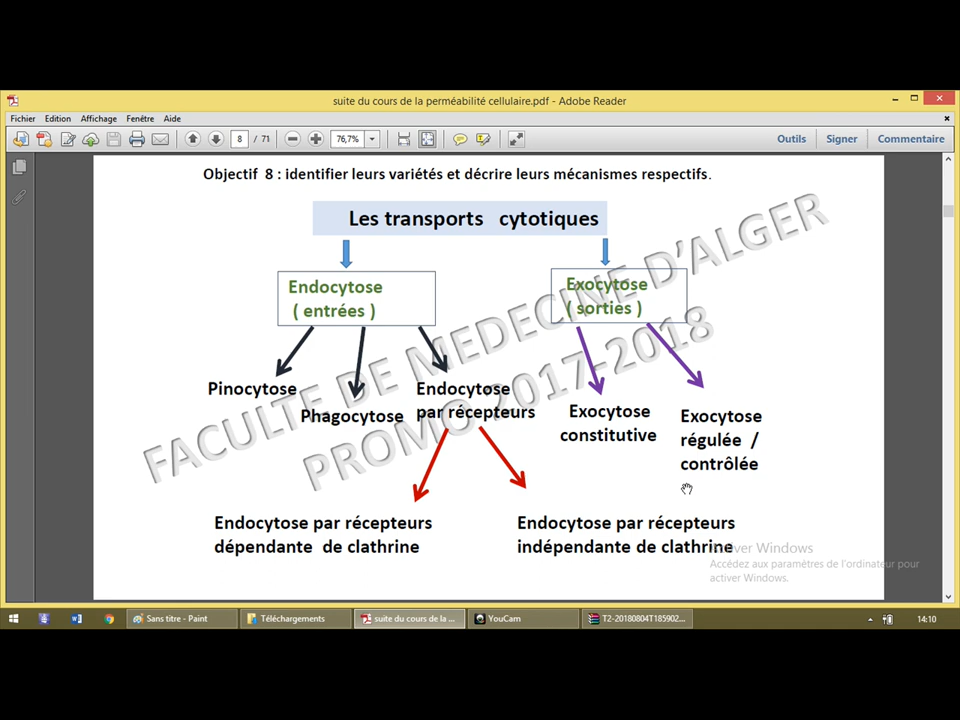 suite du cours de la perméabilité cellulaire.pdf - Adobe Reader
Fichier Edition Affichage Fenêtre Aide
8 / 71 76,7% Outils Signer Commentaire
Objectif 8 : identifier leurs variétés et décrire leurs mécanismes respectifs.
Les transports cytotiques
Endocytose
( entrées )
Exocytose
( sorties )
Pinocytose
Phagocytose
Endocytose
par récepteurs
Exocytose
constitutive
Exocytose
régulée /
contrôlée
Endocytose par récepteurs
dépendante de clathrine
Endocytose par récepteurs
indépendante de clathrine
FACULTE DE MEDECINE D'ALGER
PROMO 2017-2018
Activer Windows
Accédez aux paramètres de l'ordinateur pour
activer Windows.
Sans titre - Paint Téléchargements suite du cours de la ... YouCam T2-20180804T185902... 14:10